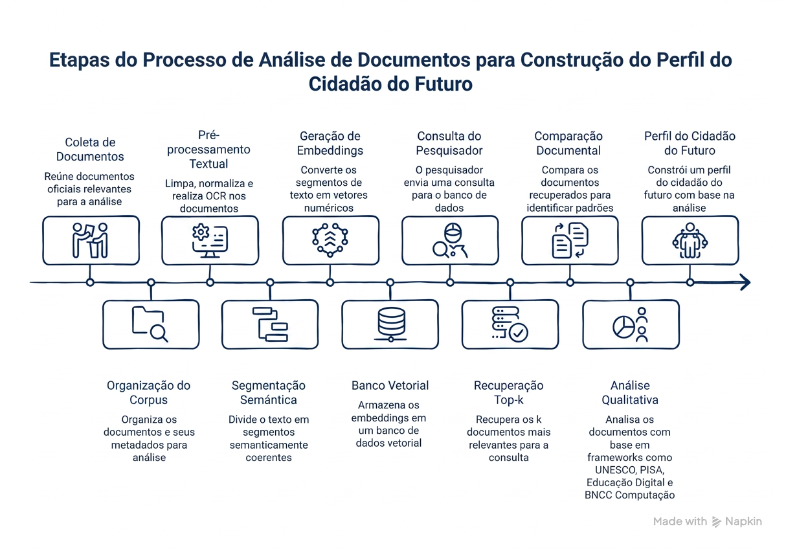 Etapas do Processo de Análise de Documentos para Construção do Perfil do
Cidadão do Futuro
Coleta de
Documentos
Reúne documentos
oficiais relevantes
para a análise
Organização do
Corpus
Organiza os
documentos e seus
metadados para
análise
Pré-
processamento
Textual
Limpa, normaliza e
realiza OCR nos
documentos
Segmentação
Semântica
Divide o texto em
segmentos
semanticamente
coerentes
Geração de
Embeddings
Converte os
segmentos de
texto em vetores
numéricos
Banco Vetorial
Armazena os
embeddings em
um banco de
dados vetorial
Consulta do
Pesquisador
O pesquisador
envia uma consulta
para o banco de
dados
Recuperação
Top-k
Recupera os k
documentos mais
relevantes para a
consulta
Comparação
Documental
Compara os
documentos
recuperados para
identificar padrões
Análise
Qualitativa
Analisa os
documentos com
base em
frameworks como
UNESCO, PISA,
Educação Digital e
BNCC Computação
Perfil do Cidadão
do Futuro
Constrói um perfil
do cidadão do
futuro com base na
análise
Made with Napkin